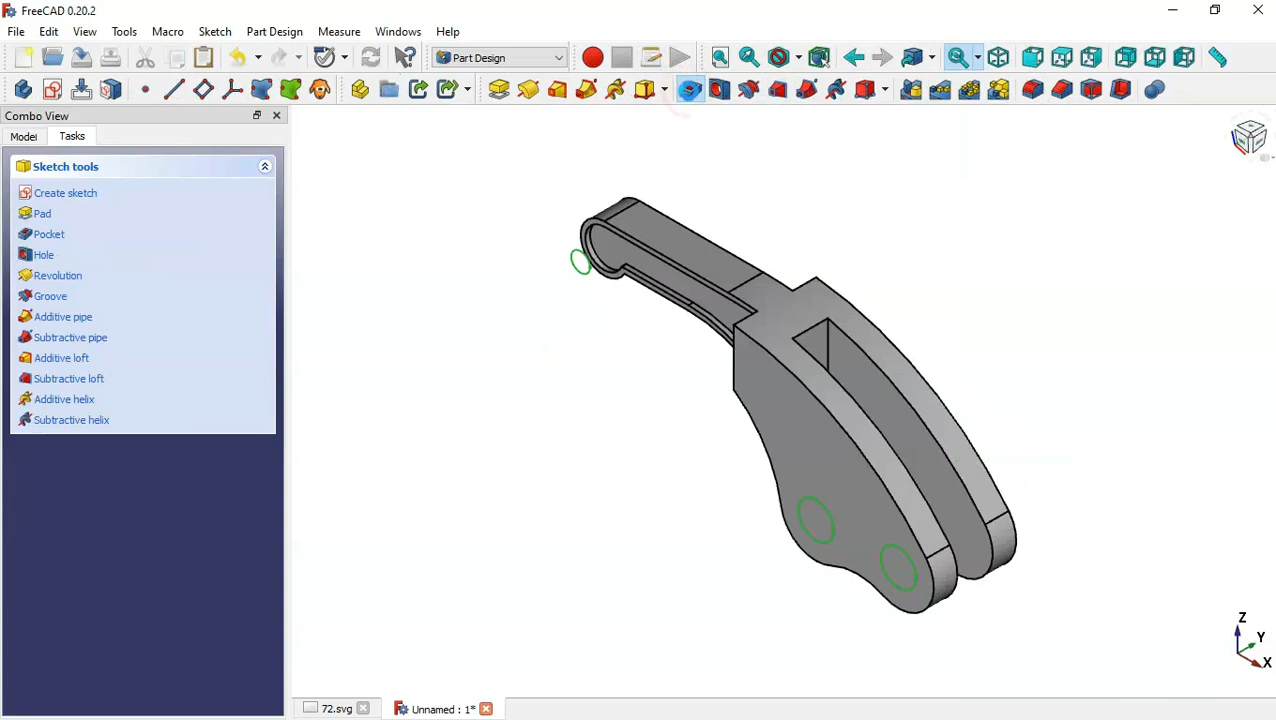 FreeCAD 0.20.2
File Edit View Tools Macro Sketch Part Design Measure Windows Help
Part Design
Combo View
Model Tasks
Sketch tools
Create sketch
Pad
Pocket
Hole
Revolution
Groove
Additive pipe
Subtractive pipe
Additive loft
Subtractive loft
Additive helix
Subtractive helix
Z
Y
X
72.svg
Unnamed : 1*